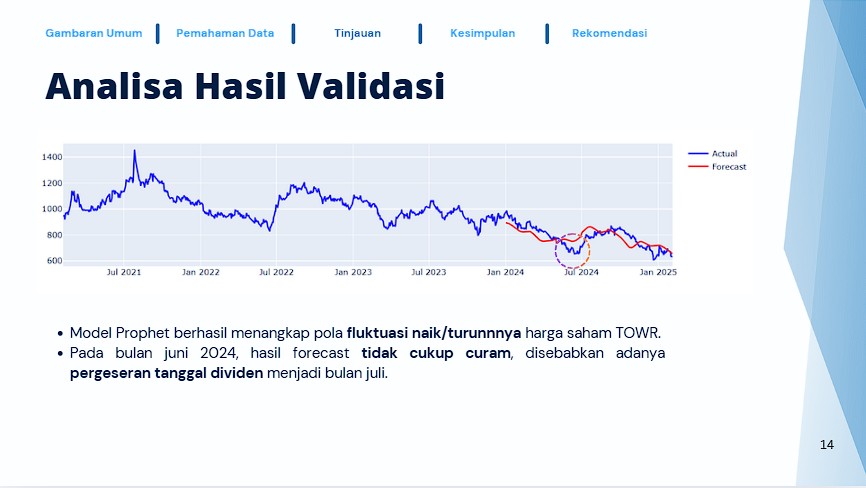 Gambaran Umum Pemahaman Data Tinjauan Kesimpulan Rekomendasi
Analisa Hasil Validasi
1400
1200
1000
800
600
Jul 2021 Jan 2022 Jul 2022 Jan 2023 Jul 2023 Jan 2024 Jul 2024 Jan 2025
Actual
Forecast
• Model Prophet berhasil menangkap pola fluktuasi naik/turunnnya harga saham TOWR.
• Pada bulan juni 2024, hasil forecast tidak cukup curam, disebabkan adanya
pergeseran tanggal dividen menjadi bulan juli.
14